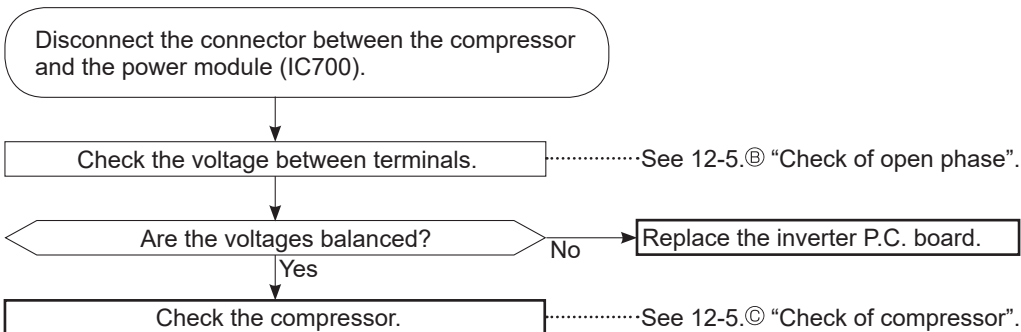 Disconnect the connector between the compressor
and the power module (IC700).
Check the voltage between terminals.
See 12-5.Ⓑ “Check of open phase”.
Are the voltages balanced?
No
Replace the inverter P.C. board.
Yes
Check the compressor.
See 12-5.Ⓒ “Check of compressor”.